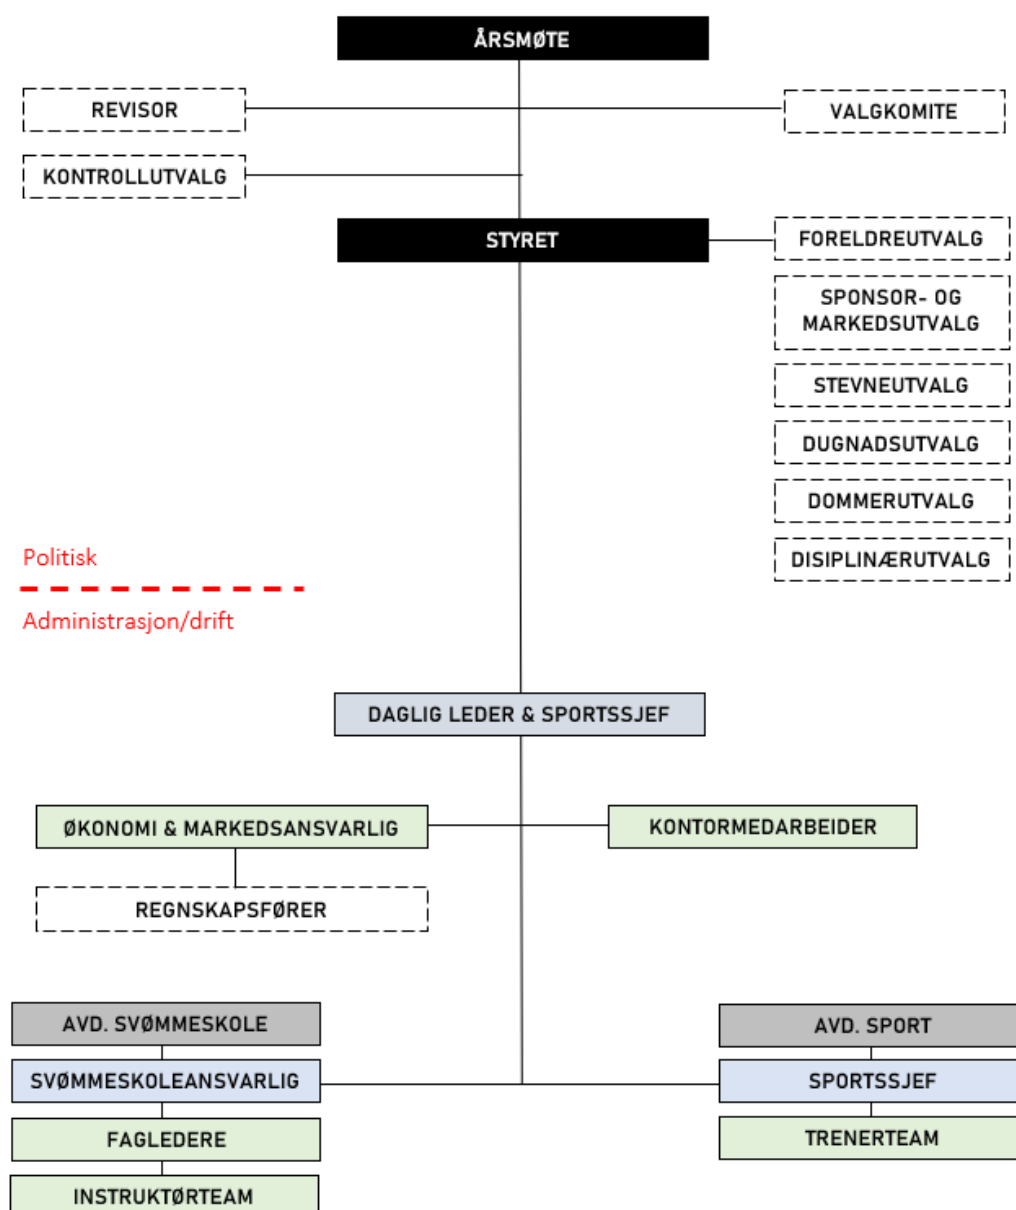 ÅRSMØTE
REVISOR
VALGKOMITE
KONTROLLUTVALG
STYRET
FORELDREUTVALG
SPONSOR- OG
MARKEDSUTVALG
STEVNEUTVALG
DUGNADSUTVALG
DOMMERUTVALG
DISIPLINÆRUTVALG
Politisk
Administrasjon/drift
DAGLIG LEDER & SPORTSSJEF
ØKONOMI & MARKEDSANSVARLIG
KONTORMEDARBEIDER
REGNSKAPSFØRER
AVD. SVØMMESKOLE
AVD. SPORT
SVØMMESKOLEANSVARLIG
SPORTSSJEF
FAGLEDERE
TRENERTEAM
INSTRUKTØRTEAM